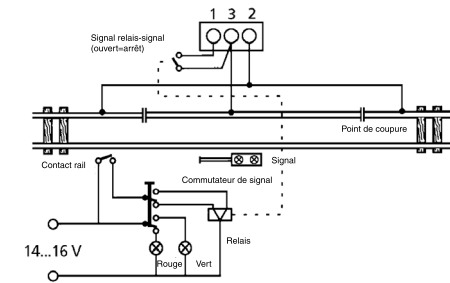 1 3 2
Signal relais-signal
(ouvert=arrêt)
Point de coupure
Contact rail
Signal
Commutateur de signal
Relais
14...16 V
Rouge
Vert